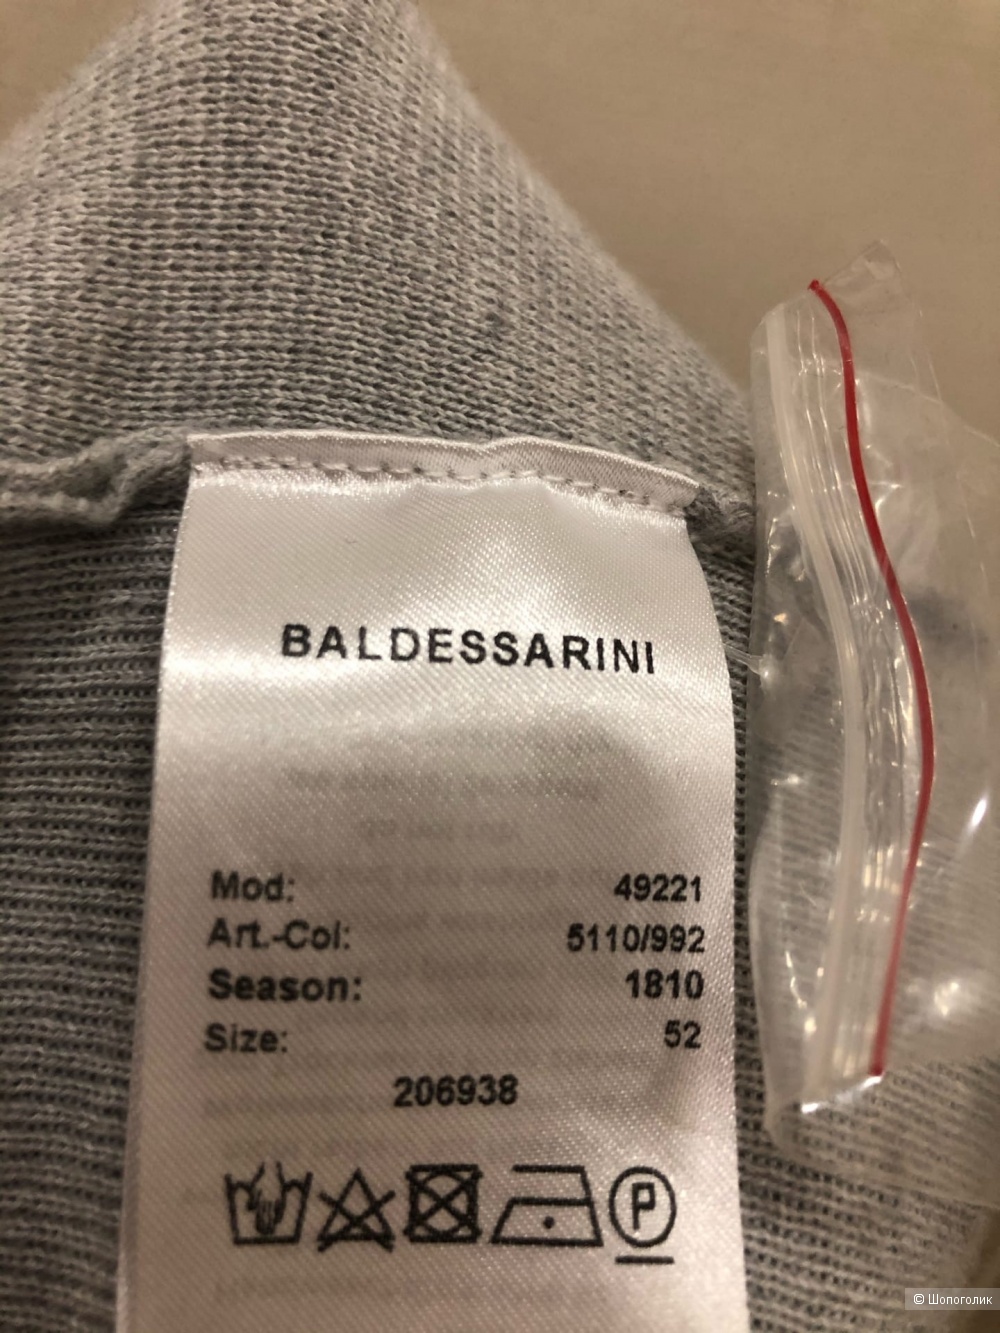 BALDESSARINI
Mod: 49221
Art.-Col: 5110/992
Season: 1810
Size: 52
206938
P
© Шопоголик